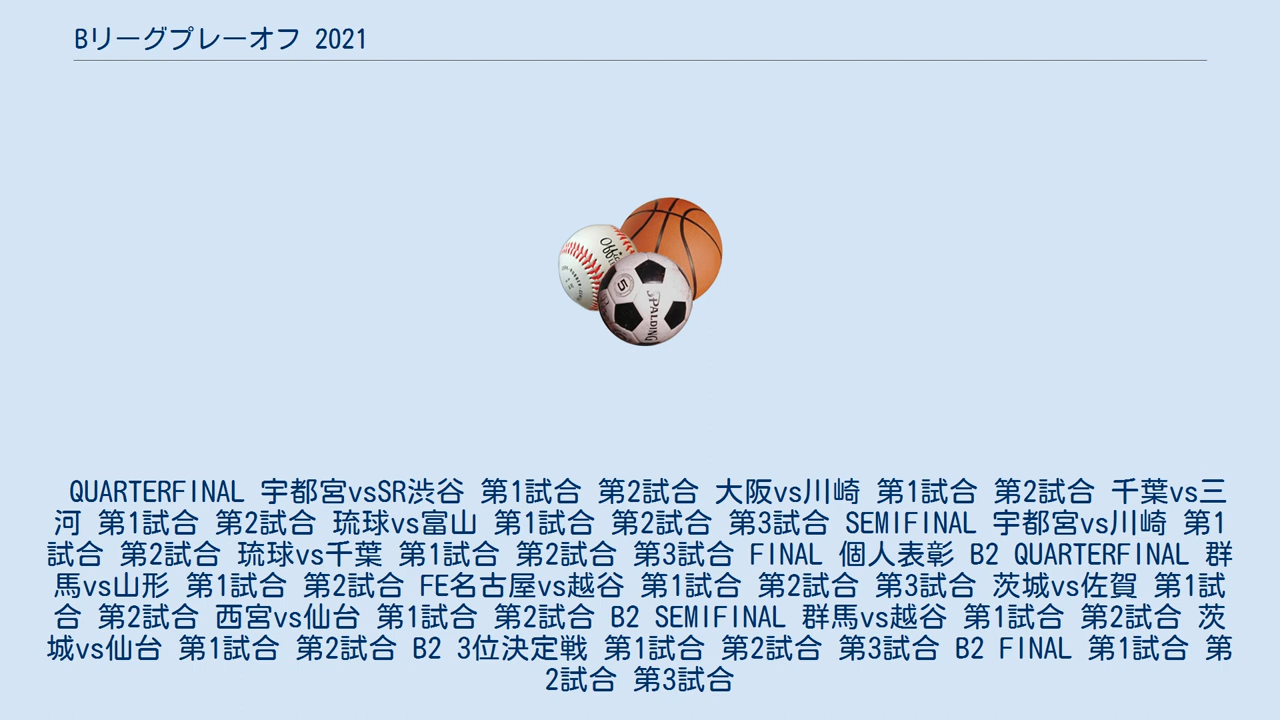 Bリーグプレーオフ 2021
Offi
5
SPALDING
QUARTERFINAL 宇都宮vsSR渋谷 第1試合 第2試合 大阪vs川崎 第1試合 第2試合 千葉vs三
河 第1試合 第2試合 琉球vs富山 第1試合 第2試合 第3試合 SEMIFINAL 宇都宮vs川崎 第1
試合 第2試合 琉球vs千葉 第1試合 第2試合 第3試合 FINAL 個人表彰 B2 QUARTERFINAL 群
馬vs山形 第1試合 第2試合 FE名古屋vs越谷 第1試合 第2試合 第3試合 茨城vs佐賀 第1試
合 第2試合 西宮vs仙台 第1試合 第2試合 B2 SEMIFINAL 群馬vs越谷 第1試合 第2試合 茨
城vs仙台 第1試合 第2試合 B2 3位決定戦 第1試合 第2試合 第3試合 B2 FINAL 第1試合 第
2試合 第3試合